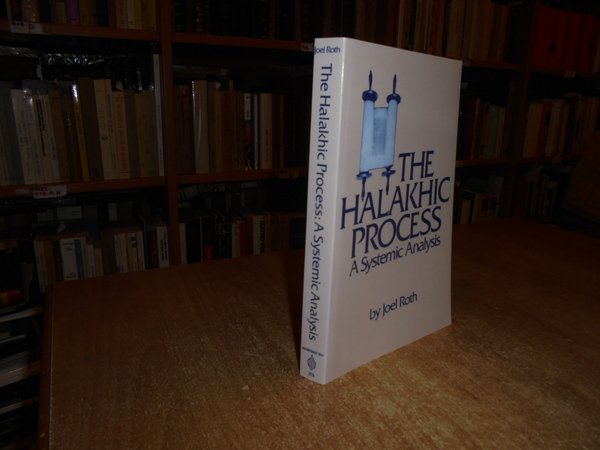 Joel Roth
The Halakhic Process: A Systemic Analysis
THE
HALAKHIC
PROCESS
A Systemic Analysis
by Joel Roth